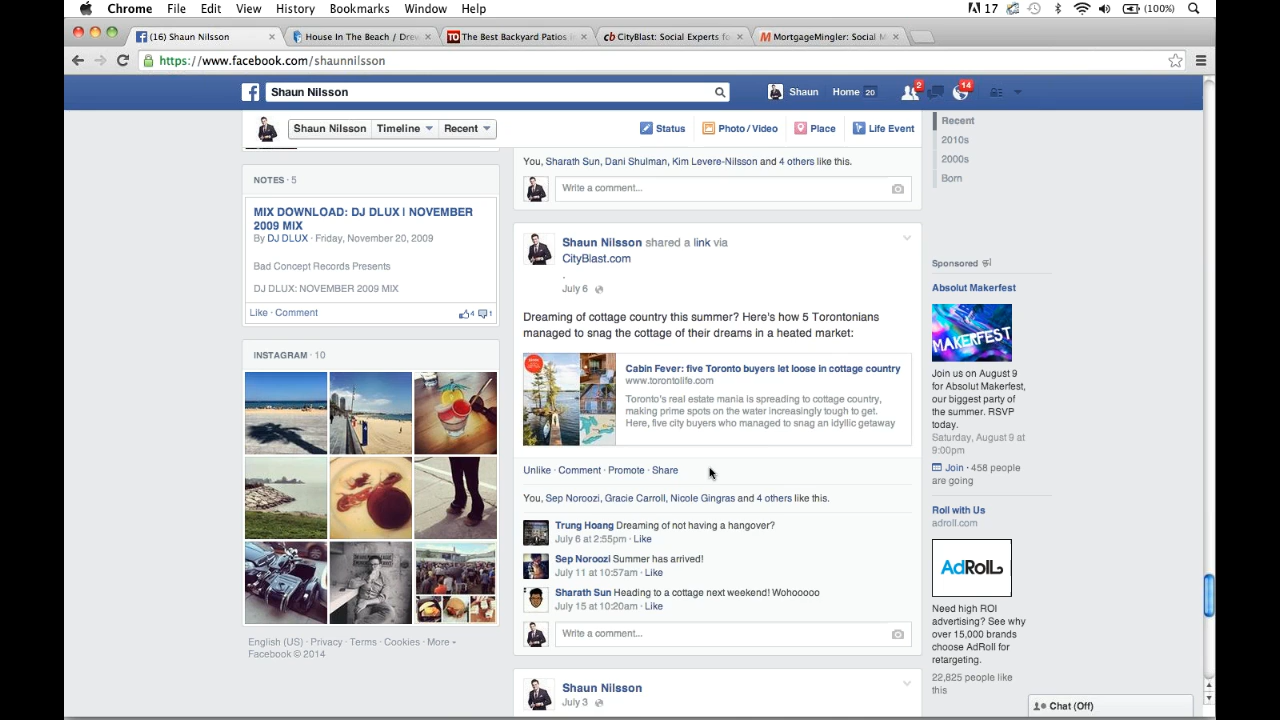 Chrome File Edit View History Bookmarks Window Help 17 (100%)
(16) Shaun Nilsson × House In The Beach / Drew × The Best Backyard Patios × CityBlast: Social Experts fo × MortgageMingler: Social M ×
https://www.facebook.com/shaunnilsson
Shaun Nilsson Shaun Home 20 2 14
Shaun Nilsson Timeline Recent Status Photo / Video Place Life Event
Recent
2010s
2000s
Born
NOTES · 5
MIX DOWNLOAD: DJ DLUX | NOVEMBER
2009 MIX
By DJ DLUX · Friday, November 20, 2009
Bad Concept Records Presents
DJ DLUX: NOVEMBER 2009 MIX
Like · Comment 4 1
INSTAGRAM · 10
English (US) · Privacy · Terms · Cookies · More
Facebook © 2014
You, Sharath Sun, Dani Shulman, Kim Levere-Nilsson and 4 others like this.
Write a comment...
Shaun Nilsson shared a link via
CityBlast.com
.
July 6
Dreaming of cottage country this summer? Here's how 5 Torontonians
managed to snag the cottage of their dreams in a heated market:
Cabin Fever: five Toronto buyers let loose in cottage country
www.torontolife.com
Toronto's real estate mania is spreading to cottage country,
making prime spots on the water increasingly tough to get.
Here, five city buyers who managed to snag an idyllic getaway
Unlike · Comment · Promote · Share
You, Sep Noroozi, Gracie Carroll, Nicole Gingras and 4 others like this.
Trung Hoang Dreaming of not having a hangover?
July 6 at 2:55pm · Like
Sep Noroozi Summer has arrived!
July 11 at 10:57am · Like
Sharath Sun Heading to a cottage next weekend! Wohooooo
July 15 at 10:20am · Like
Write a comment...
Shaun Nilsson
July 3
Sponsored
Absolut Makerfest
MAKERFEST
Join us on August 9
for Absolut Makerfest,
our biggest party of
the summer. RSVP
today.
Saturday, August 9 at
9:00pm
Join · 458 people
are going
Roll with Us
adroll.com
AdRoll
Need high ROI
advertising? See why
over 15,000 brands
choose AdRoll for
retargeting.
22,825 people like
this
Chat (Off)